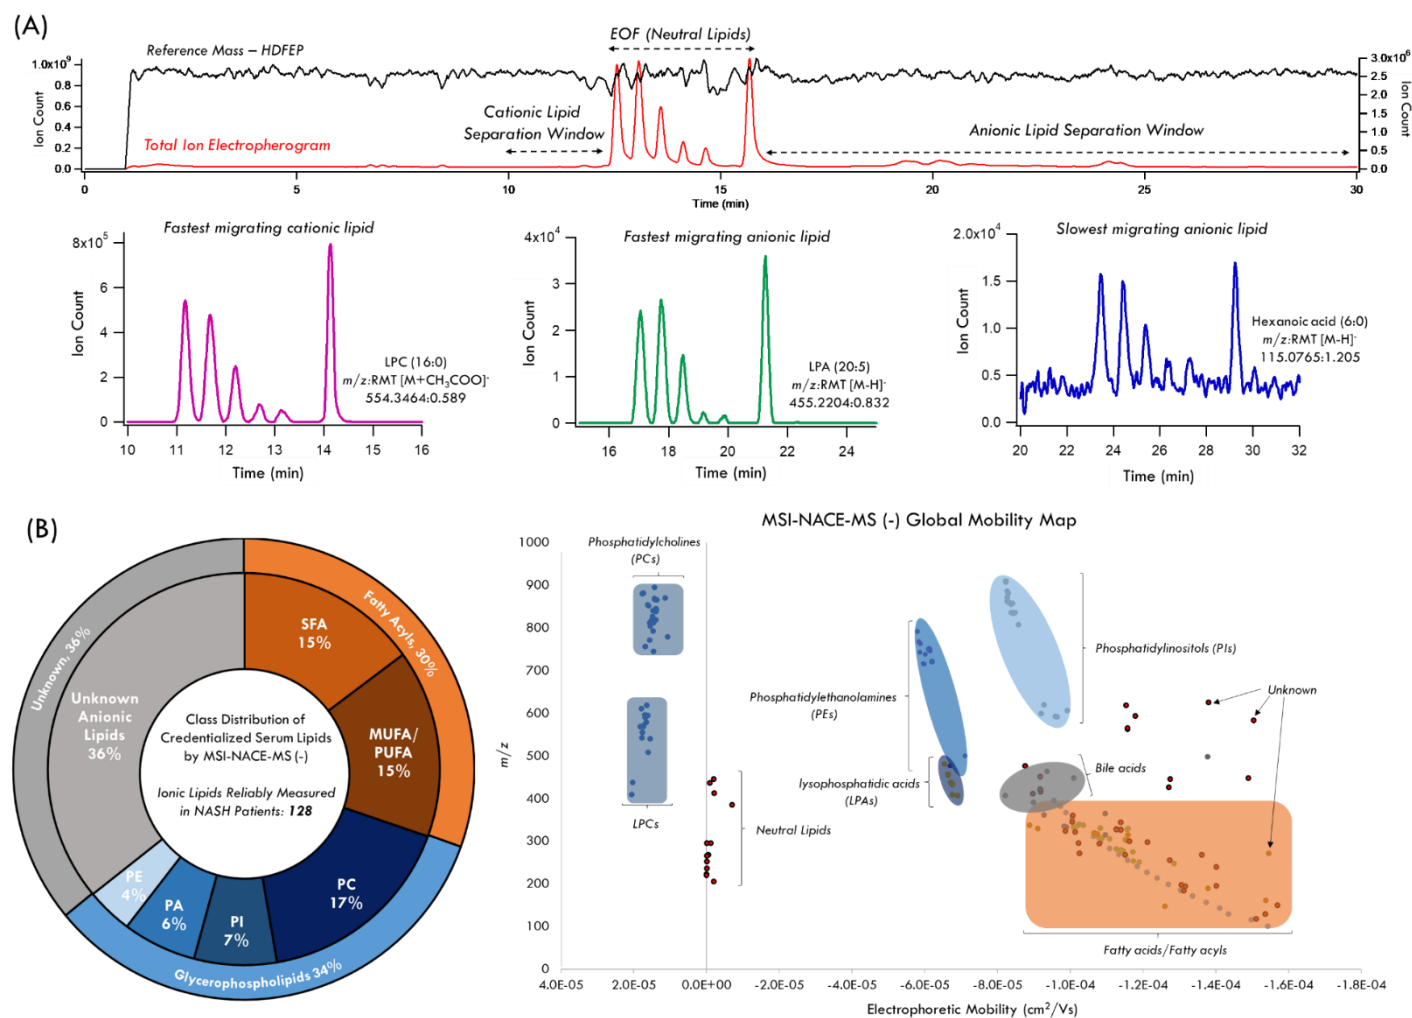 (A)
EOF (Neutral Lipids)
Reference Mass – HDFEP
1.0x10⁹
0.8
0.6
0.4
0.2
0.0
Ion Count
3.0x10⁶
2.5
2.0
1.5
1.0
0.5
0.0
Ion Count
Cationic Lipid
Separation Window
Anionic Lipid Separation Window
Total Ion Electropherogram
0 5 10 15 20 25 30
Time (min)
Fastest migrating cationic lipid
8x10⁵
6
4
2
0
Ion Count
LPC (16:0)
m/z:RMT [M+CH₃COO]⁻
554.3464:0.589
10 11 12 13 14 15 16
Time (min)
Fastest migrating anionic lipid
4x10⁴
3
2
1
0
Ion Count
LPA (20:5)
m/z:RMT [M-H]⁻
455.2204:0.832
16 18 20 22 24
Time (min)
Slowest migrating anionic lipid
2.0x10⁴
1.5
1.0
0.5
0.0
Ion Count
Hexanoic acid (6:0)
m/z:RMT [M-H]⁻
115.0765:1.205
20 22 24 26 28 30 32
Time (min)
(B)
Fatty Acyls, 30%
Unknown, 36%
Glycerophospholipids 34%
SFA
15%
MUFA/
PUFA
15%
PC
17%
PI
7%
PA
6%
PE
4%
Unknown
Anionic
Lipids
36%
Class Distribution of
Credentialized Serum Lipids
by MSI-NACE-MS (-)
Ionic Lipids Reliably Measured
in NASH Patients: 128
MSI-NACE-MS (-) Global Mobility Map
1000
900
800
700
600
500
400
300
200
100
0
m/z
Phosphatidylcholines
(PCs)
LPCs
Neutral Lipids
Phosphatidylethanolamines
(PEs)
lysophosphatidic acids
(LPAs)
Phosphatidylinositols (PIs)
Unknown
Bile acids
Fatty acids/Fatty acyls
4.0E-05 2.0E-05 0.0E+00 -2.0E-05 -4.0E-05 -6.0E-05 -8.0E-05 -1.0E-04 -1.2E-04 -1.4E-04 -1.6E-04 -1.8E-04
Electrophoretic Mobility (cm²/Vs)